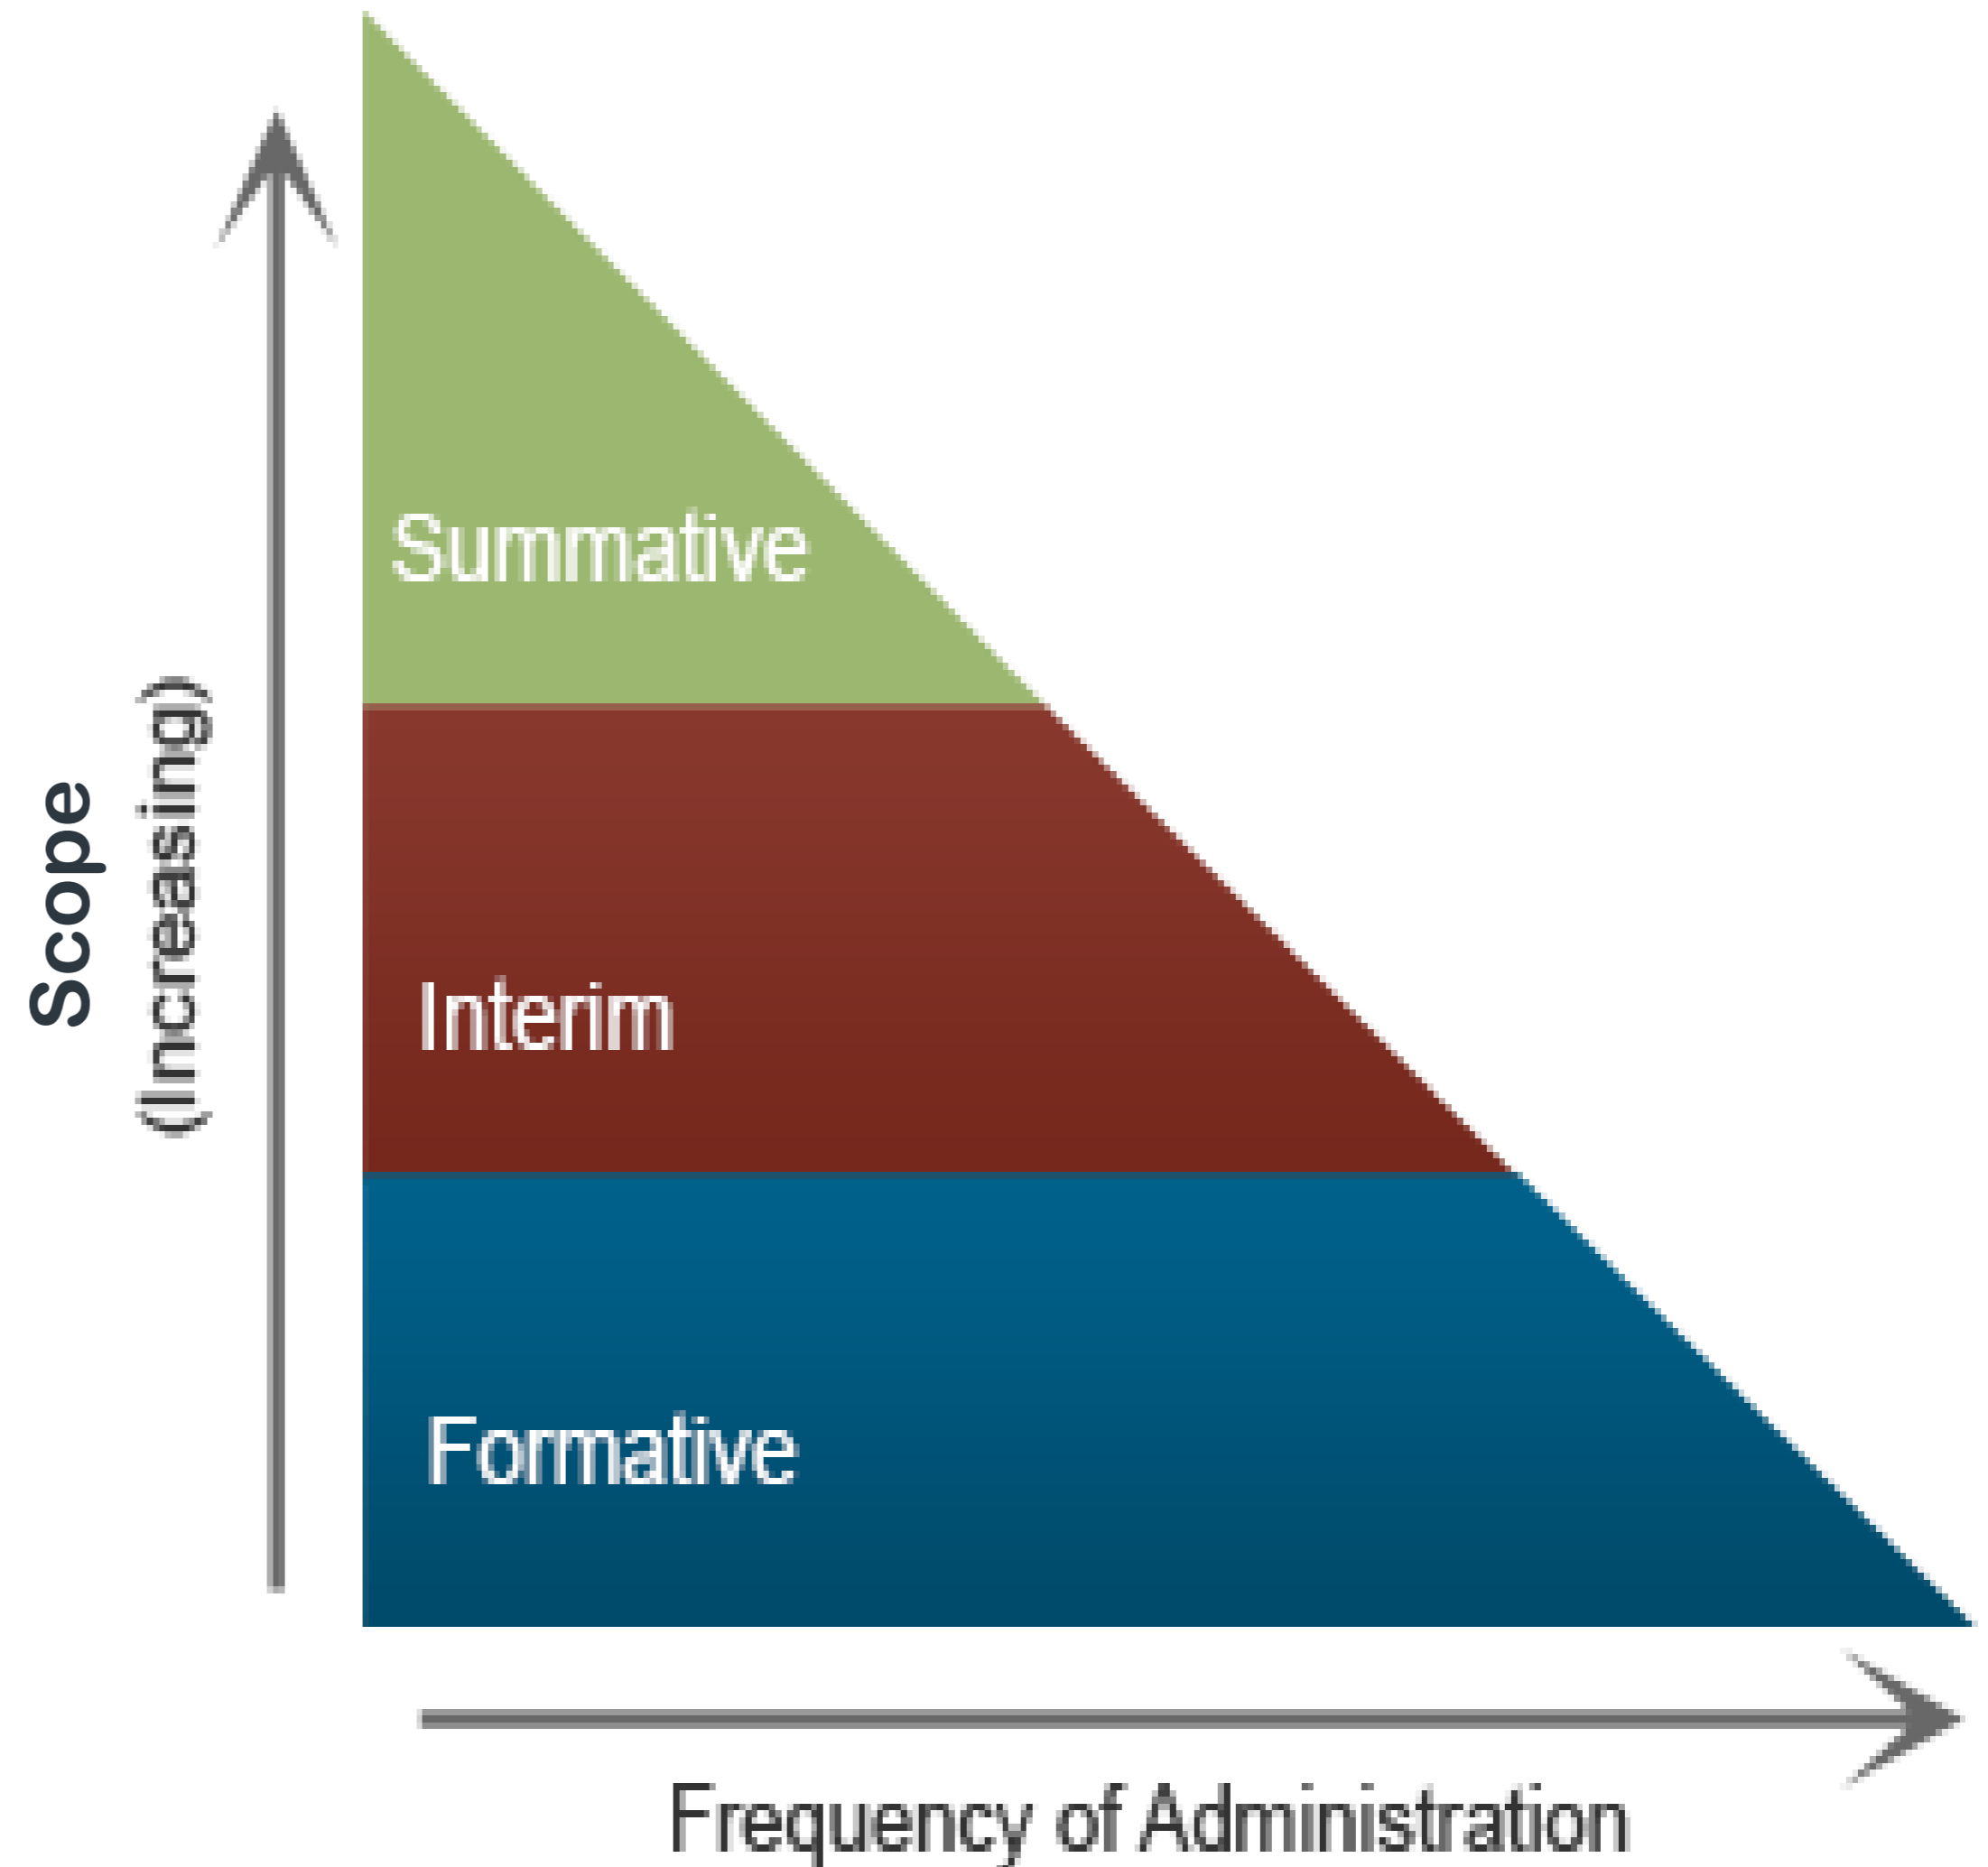 Scope
(Increasing)
Summative
Interim
Formative
Frequency of Administration